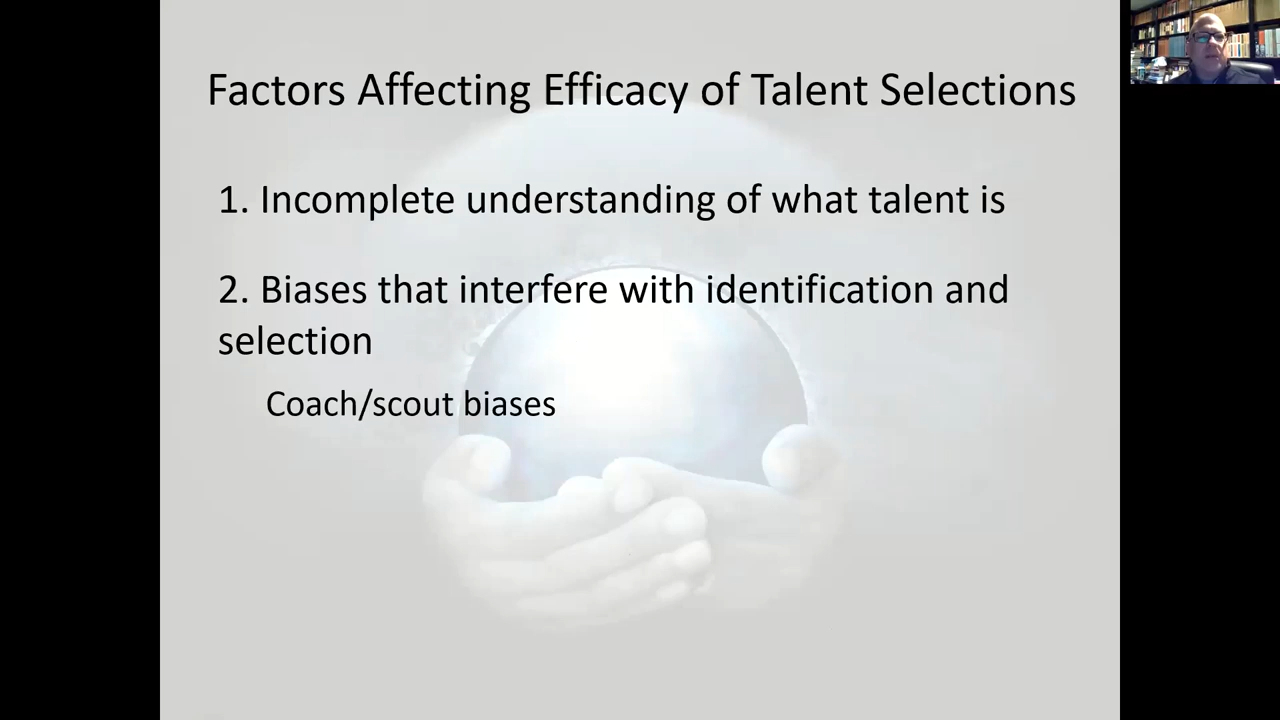 Factors Affecting Efficacy of Talent Selections
1. Incomplete understanding of what talent is
2. Biases that interfere with identification and
selection
Coach/scout biases